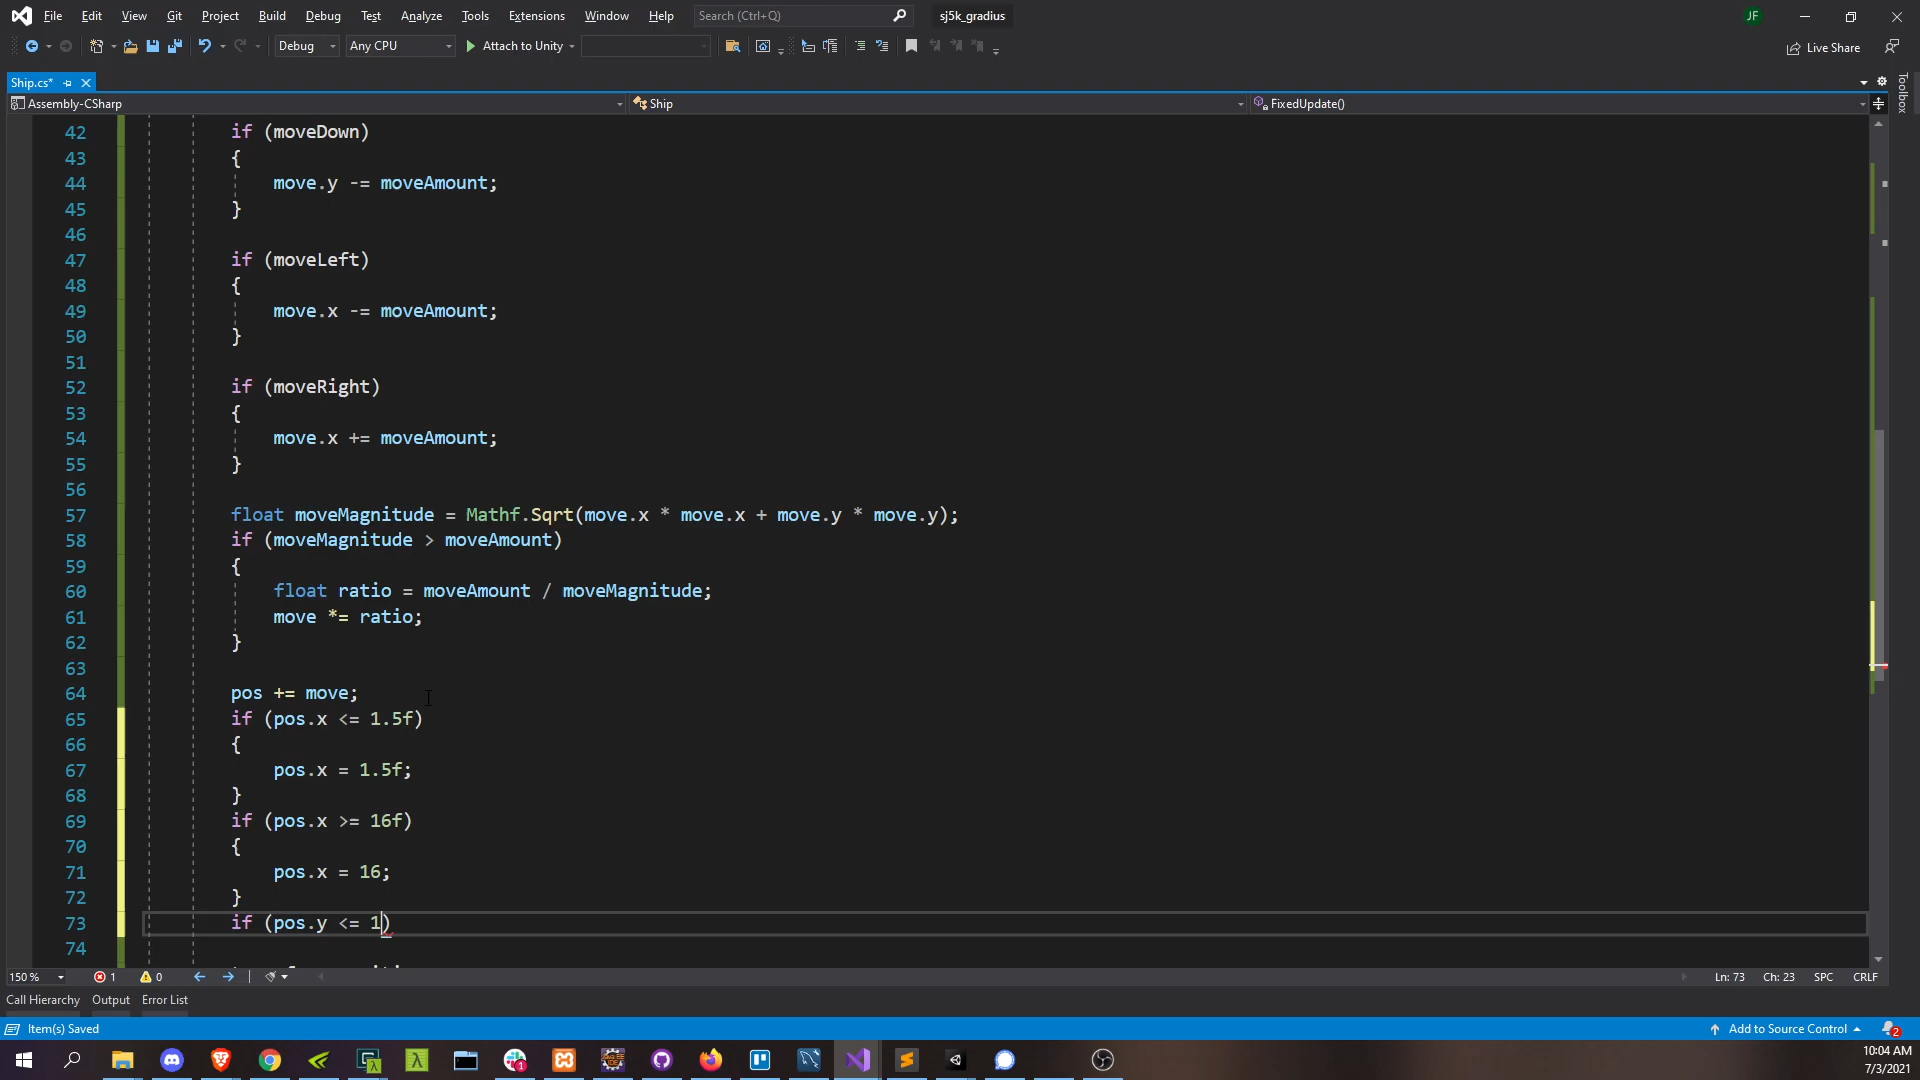 File Edit View Git Project Build Debug Test Analyze Tools Extensions Window Help Search (Ctrl+Q) sj5k_gradius JF
Debug Any CPU Attach to Unity Live Share
Ship.cs*
Assembly-CSharp Ship FixedUpdate()
Toolbox
42 if (moveDown)
43 {
44 move.y -= moveAmount;
45 }
46
47 if (moveLeft)
48 {
49 move.x -= moveAmount;
50 }
51
52 if (moveRight)
53 {
54 move.x += moveAmount;
55 }
56
57 float moveMagnitude = Mathf.Sqrt(move.x * move.x + move.y * move.y);
58 if (moveMagnitude > moveAmount)
59 {
60 float ratio = moveAmount / moveMagnitude;
61 move *= ratio;
62 }
63
64 pos += move;
65 if (pos.x <= 1.5f)
66 {
67 pos.x = 1.5f;
68 }
69 if (pos.x >= 16f)
70 {
71 pos.x = 16;
72 }
73 if (pos.y <= 1)
74
150 % 1 0 Ln: 73 Ch: 23 SPC CRLF
Call Hierarchy Output Error List
Item(s) Saved Add to Source Control 2
10:04 AM
7/3/2021